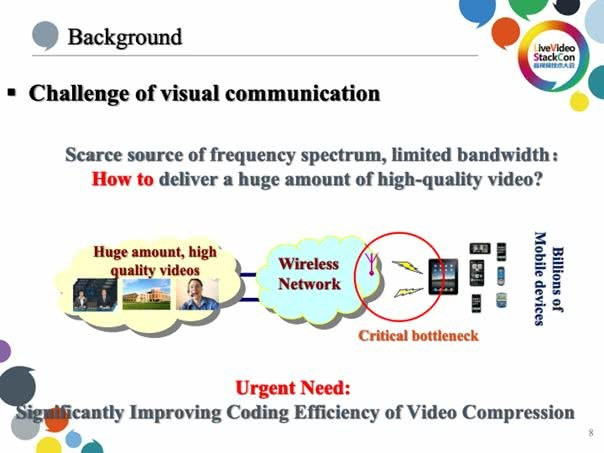 Background
LiveVideo
StackCon
音视频技术大会
▪ Challenge of visual communication
Scarce source of frequency spectrum, limited bandwidth:
How to deliver a huge amount of high-quality video?
Huge amount, high
quality videos
Wireless
Network
Billions of
Mobile devices
Critical bottleneck
Urgent Need:
Significantly Improving Coding Efficiency of Video Compression
8